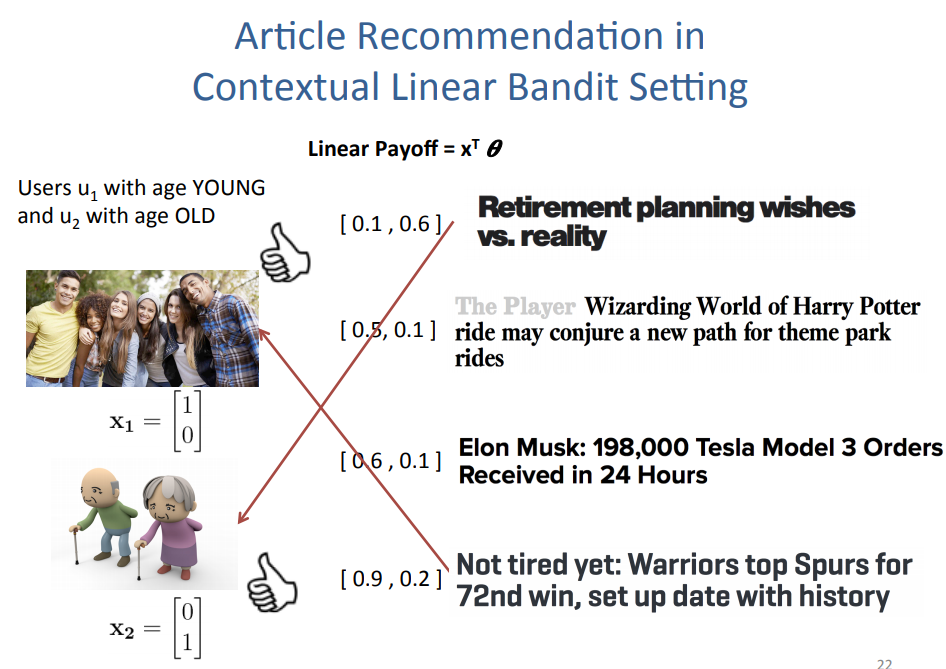 Article Recommendation in
Contextual Linear Bandit Setting
Linear Payoff = xᵀ 𝜽
Users u₁ with age YOUNG
and u₂ with age OLD
[ 0.1 , 0.6 ]
Retirement planning wishes
vs. reality
[ 0.5, 0.1 ]
The Player Wizarding World of Harry Potter
ride may conjure a new path for theme park
rides
x₁ = [1 0]
[ 0.6 , 0.1 ]
Elon Musk: 198,000 Tesla Model 3 Orders
Received in 24 Hours
[ 0.9 , 0.2 ]
Not tired yet: Warriors top Spurs for
72nd win, set up date with history
x₂ = [0 1]
22